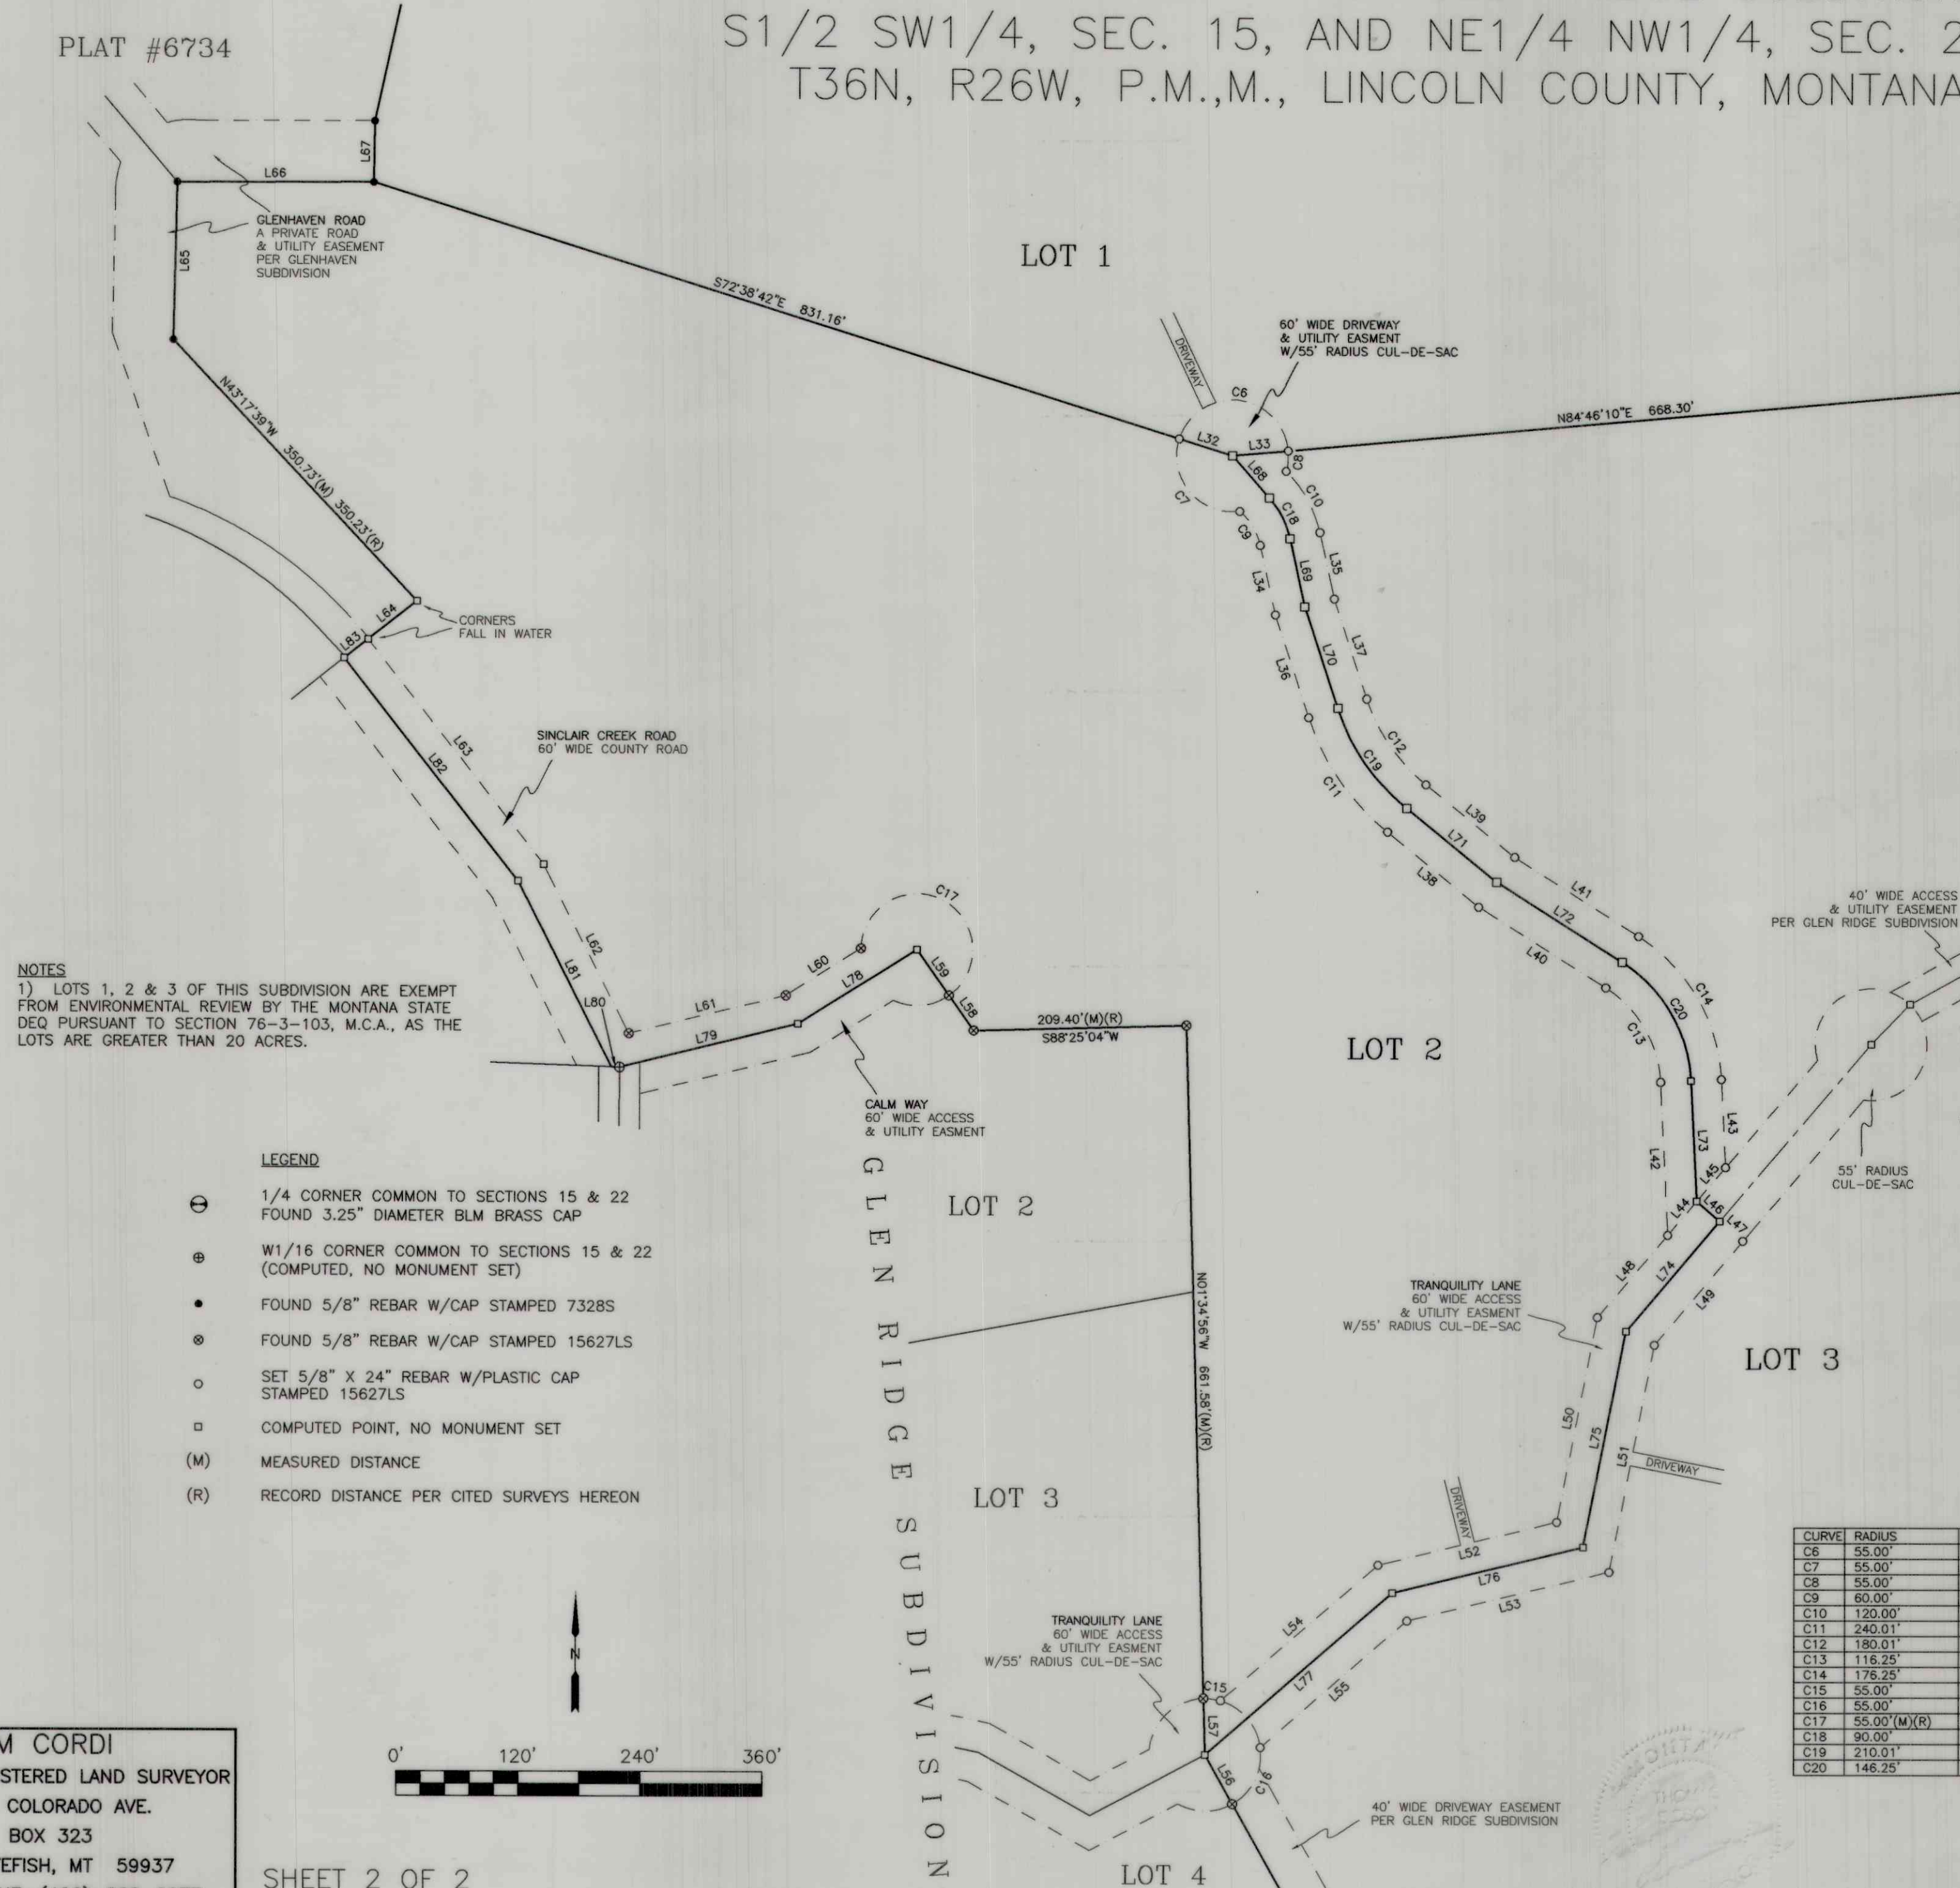 PLAT #6734
S1/2 SW1/4, SEC. 15, AND NE1/4 NW1/4, SEC. 2
T36N, R26W, P.M.,M., LINCOLN COUNTY, MONTANA
L67
L66
GLENHAVEN ROAD
A PRIVATE ROAD
& UTILITY EASEMENT
PER GLENHAVEN
SUBDIVISION
L65
LOT 1
S72°38'42"E 831.16'
60' WIDE DRIVEWAY
& UTILITY EASMENT
W/55' RADIUS CUL-DE-SAC
DRIVEWAY
C6
N84°46'10"E 668.30'
L32
L33
C8
L68
C7
C10
C18
C9
N43°17'39"W 350.73'(M) 350.23'(R)
L35
L34
L69
L64
CORNERS
FALL IN WATER
L83
L37
L70
L36
SINCLAIR CREEK ROAD
60' WIDE COUNTY ROAD
L63
L82
C12
C19
C11
L39
L71
L38
L41
L72
L40
40' WIDE ACCESS
& UTILITY EASEMENT
PER GLEN RIDGE SUBDIVISION
C17
L62
L60
L78
L59
L81
L80
L61
L58
L79
209.40'(M)(R)
S88°25'04"W
C14
C20
C13
NOTES
1) LOTS 1, 2 & 3 OF THIS SUBDIVISION ARE EXEMPT
FROM ENVIRONMENTAL REVIEW BY THE MONTANA STATE
DEQ PURSUANT TO SECTION 76-3-103, M.C.A., AS THE
LOTS ARE GREATER THAN 20 ACRES.
LOT 2
CALM WAY
60' WIDE ACCESS
& UTILITY EASMENT
L43
L73
L42
L45
55' RADIUS
CUL-DE-SAC
L46
L44
L47
LEGEND
1/4 CORNER COMMON TO SECTIONS 15 & 22
FOUND 3.25" DIAMETER BLM BRASS CAP
W1/16 CORNER COMMON TO SECTIONS 15 & 22
(COMPUTED, NO MONUMENT SET)
FOUND 5/8" REBAR W/CAP STAMPED 7328S
FOUND 5/8" REBAR W/CAP STAMPED 15627LS
SET 5/8" X 24" REBAR W/PLASTIC CAP
STAMPED 15627LS
COMPUTED POINT, NO MONUMENT SET
(M) MEASURED DISTANCE
(R) RECORD DISTANCE PER CITED SURVEYS HEREON
GLEN RIDGE SUBDIVISION
LOT 2
N01°34'56"W 661.58'(M)(R)
L48
L74
L49
TRANQUILITY LANE
60' WIDE ACCESS
& UTILITY EASMENT
W/55' RADIUS CUL-DE-SAC
LOT 3
L50
L75
L51
DRIVEWAY
DRIVEWAY
LOT 3
L52
L76
L53
L54
L77
L55
TRANQUILITY LANE
60' WIDE ACCESS
& UTILITY EASMENT
W/55' RADIUS CUL-DE-SAC
C15
L57
L56
C16
40' WIDE DRIVEWAY EASEMENT
PER GLEN RIDGE SUBDIVISION
LOT 4
CURVE RADIUS
C6 55.00'
C7 55.00'
C8 55.00'
C9 60.00'
C10 120.00'
C11 240.01'
C12 180.01'
C13 116.25'
C14 176.25'
C15 55.00'
C16 55.00'
C17 55.00'(M)(R)
C18 90.00'
C19 210.01'
C20 146.25'
N
0' 120' 240' 360'
M CORDI
STERED LAND SURVEYOR
COLORADO AVE.
BOX 323
EFISH, MT 59937
SHEET 2 OF 2